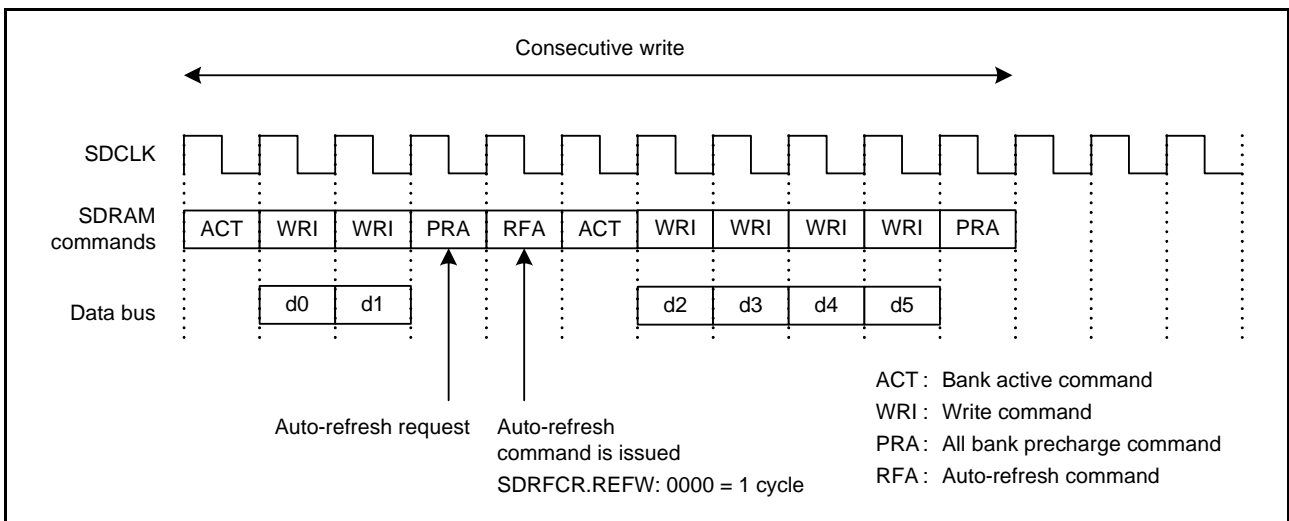 Consecutive write
SDCLK
SDRAM
commands
ACT WRI WRI PRA RFA ACT WRI WRI WRI WRI PRA
Data bus
d0 d1 d2 d3 d4 d5
Auto-refresh request
Auto-refresh
command is issued
SDRFCR.REFW: 0000 = 1 cycle
ACT : Bank active command
WRI : Write command
PRA : All bank precharge command
RFA : Auto-refresh command